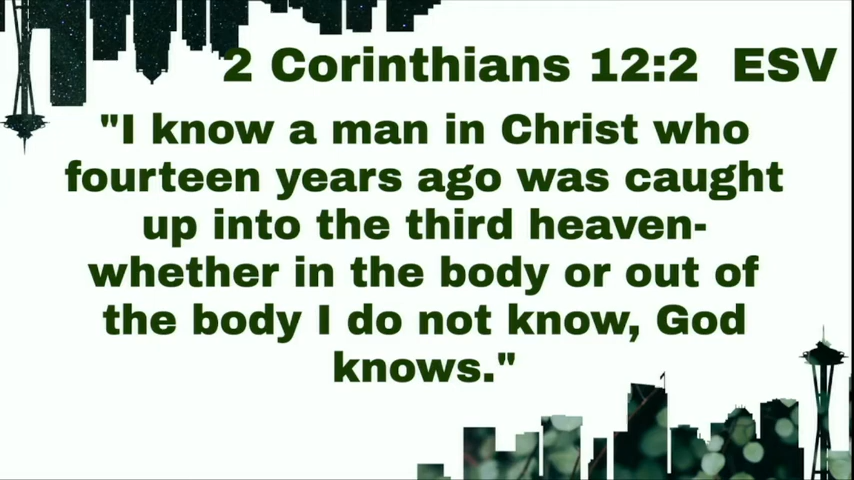 2 Corinthians 12:2  ESV
"I know a man in Christ who
fourteen years ago was caught
up into the third heaven-
whether in the body or out of
the body I do not know, God
knows."